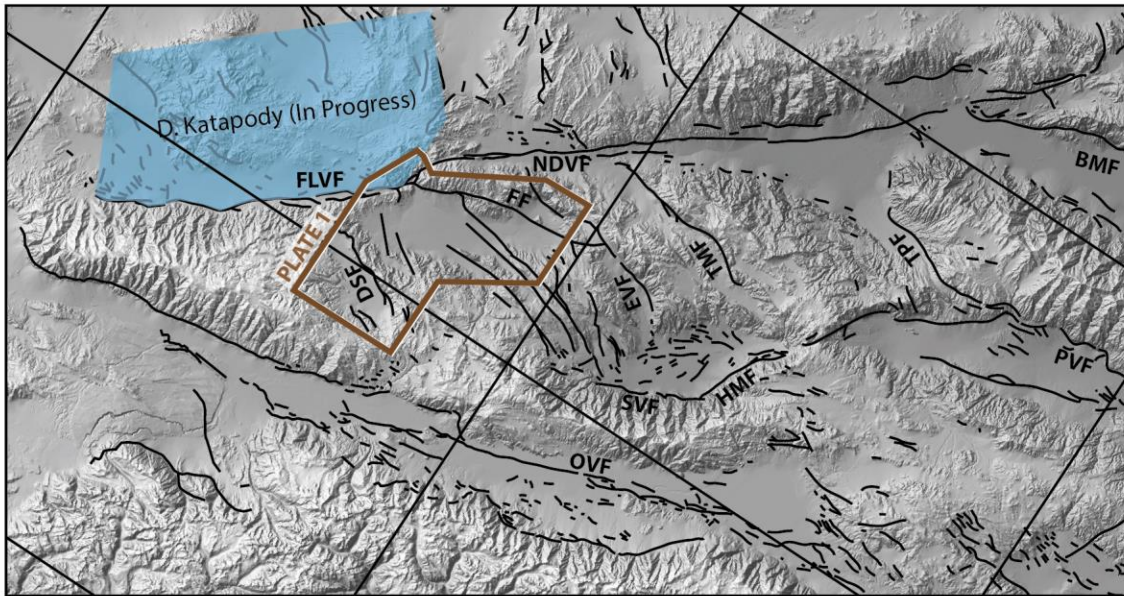 D. Katapody (In Progress)
FLVF
NDVF
BMF
FF
PLATE 1
DSF
EVF
TMF
TPF
PVF
SVF
HMF
OVF